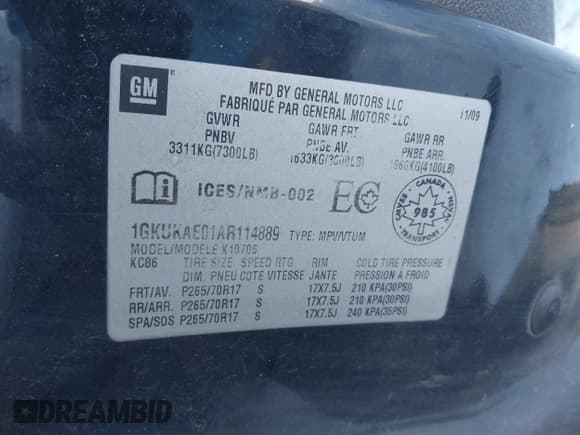 GM ®
MFD BY GENERAL MOTORS LLC
FABRIQUÉ PAR GENERAL MOTORS LLC
11/09
GVWR GAWR FRT GAWR RR
PNBV PNBE AV. PNBE ARR.
3311KG(7300LB) 1633KG(3600LB) 1860KG(4100LB)
ICES/NMB-002 EC
CANADA
CMVSS 985 NSVAC
TRANSPORT
1GKUKAE01AR114889 TYPE: MPV/VTUM
MODEL/MODELE K10706
KC86 TIRE SIZE SPEED RTG RIM COLD TIRE PRESSURE
DIM. PNEU COTE VITESSE JANTE PRESSION A FROID
FRT/AV. P265/70R17 S 17X7.5J 210 KPA(30PSI)
RR/ARR. P265/70R17 S 17X7.5J 210 KPA(30PSI)
SPA/SOS P265/70R17 S 17X7.5J 240 KPA(35PSI)
DREAMBID